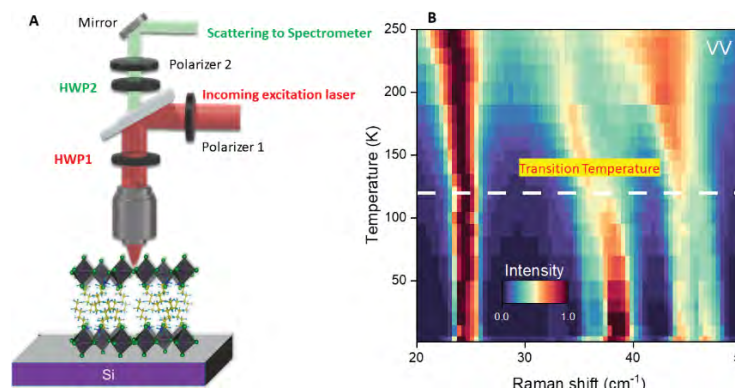 A
Mirror
Scattering to Spectrometer
Polarizer 2
HWP2
Incoming excitation laser
Polarizer 1
HWP1
Si
B
VV
250
200
150
100
50
Temperature (K)
Transition Temperature
Intensity
0.0 1.0
20 30 40
Raman shift (cm⁻¹)